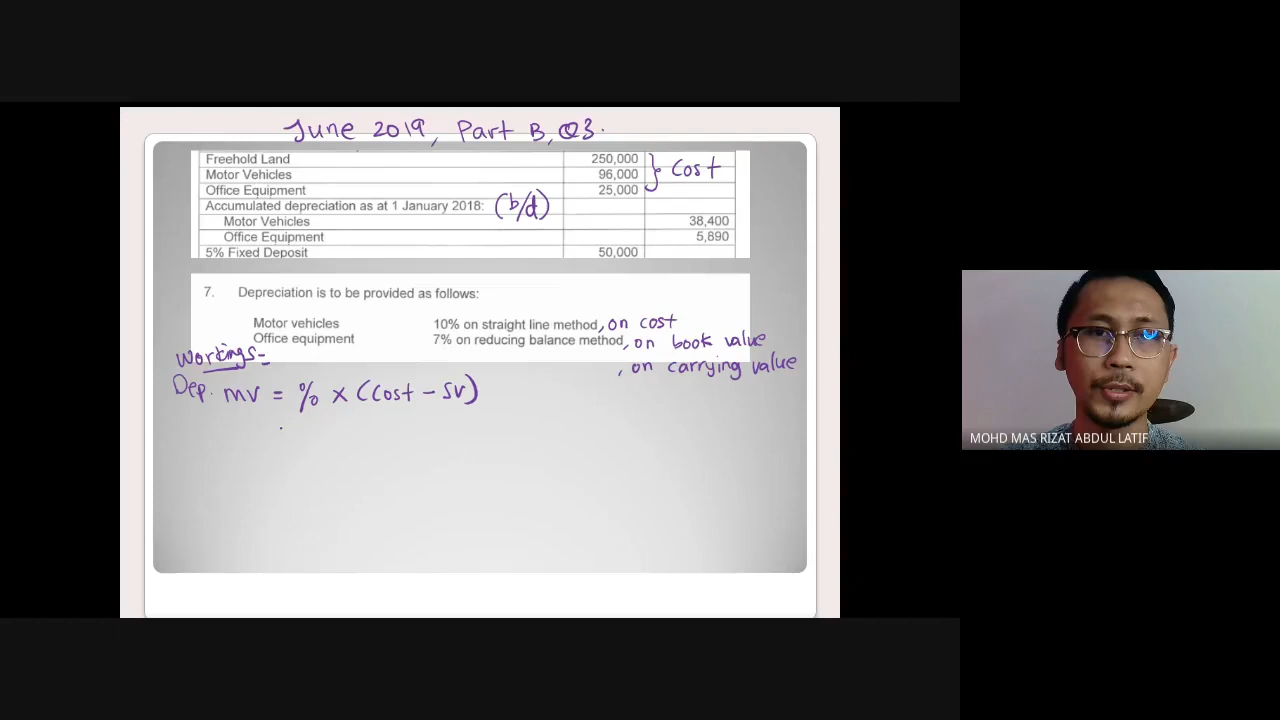 June 2019, Part B, Q3.
Freehold Land 250,000 } Cost
Motor Vehicles 96,000
Office Equipment 25,000
Accumulated depreciation as at 1 January 2018: (b/d)
Motor Vehicles 38,400
Office Equipment 5,890
5% Fixed Deposit 50,000
7. Depreciation is to be provided as follows:
Motor vehicles 10% on straight line method, on cost
Office equipment 7% on reducing balance method, on book value
, on carrying value
Workings:-
Dep. mv = % x (Cost - SV)
MOHD MAS RIZAT ABDUL LATIF